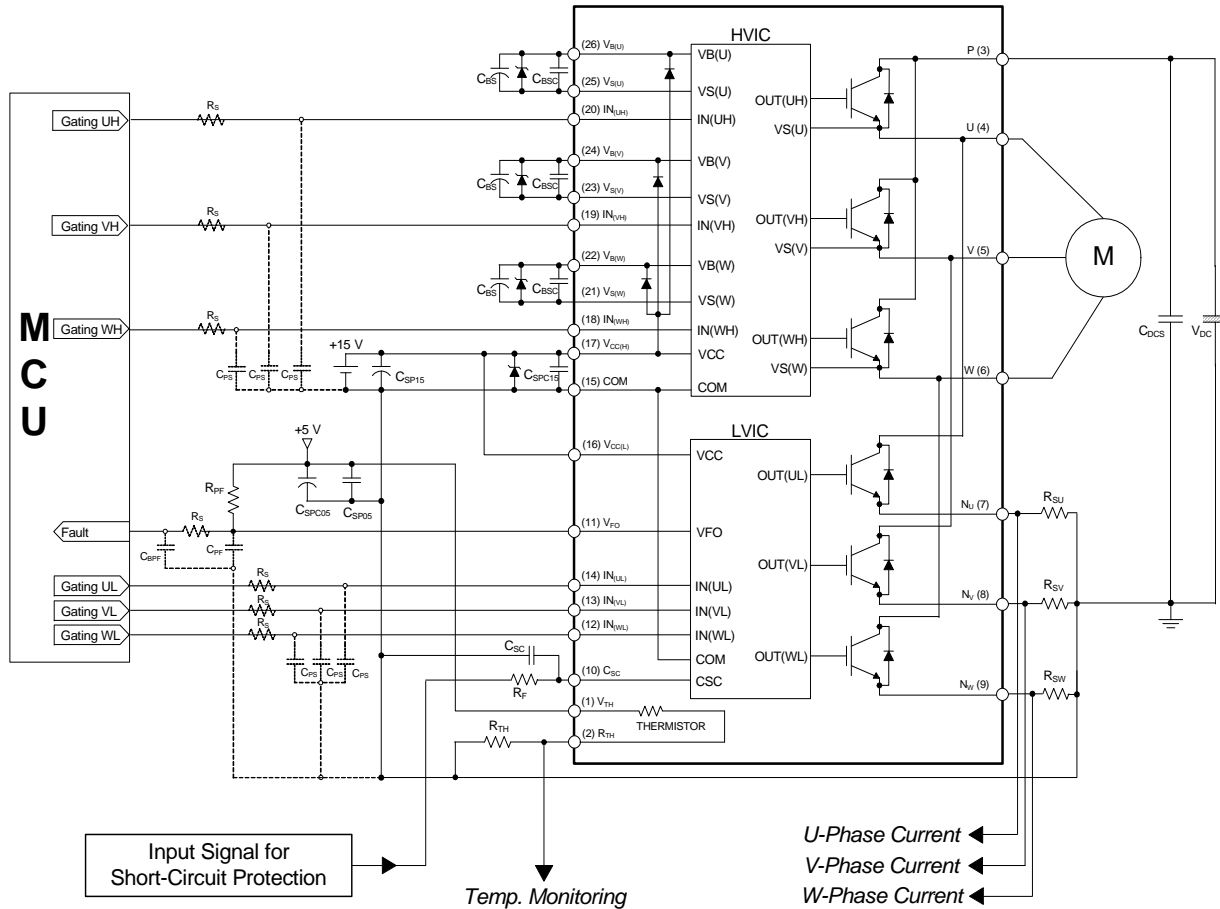 HVIC
(26) VB(U)
VB(U)
P (3)
CBS
CBSC
(25) VS(U)
VS(U)
OUT(UH)
RS
(20) IN(UH)
IN(UH)
VS(U)
U (4)
Gating UH
(24) VB(V)
VB(V)
CBS
CBSC
(23) VS(V)
VS(V)
RS
(19) IN(VH)
IN(VH)
OUT(VH)
Gating VH
VS(V)
V (5)
M
(22) VB(W)
VB(W)
CBS
CBSC
(21) VS(W)
VS(W)
MCU
RS
(18) IN(WH)
IN(WH)
OUT(WH)
Gating WH
CDCS
VDC
+15 V
(17) VCC(H)
VCC
VS(W)
W (6)
CPS
CPS
CPS
CSP15
CSPC15
(15) COM
COM
+5 V
LVIC
(16) VCC(L)
VCC
OUT(UL)
RPF
CSPC05
CSP05
NU (7)
RSU
RS
(11) VFO
VFO
Fault
CBPF
CPF
OUT(VL)
RS
(14) IN(UL)
IN(UL)
Gating UL
RS
(13) IN(VL)
IN(VL)
NV (8)
RSV
Gating VL
RS
(12) IN(WL)
IN(WL)
Gating WL
CSC
COM
OUT(WL)
CPS
CPS
CPS
(10) CSC
CSC
RF
NW (9)
RSW
(1) VTH
THERMISTOR
RTH
(2) RTH
Input Signal for
Short-Circuit Protection
Temp. Monitoring
U-Phase Current
V-Phase Current
W-Phase Current